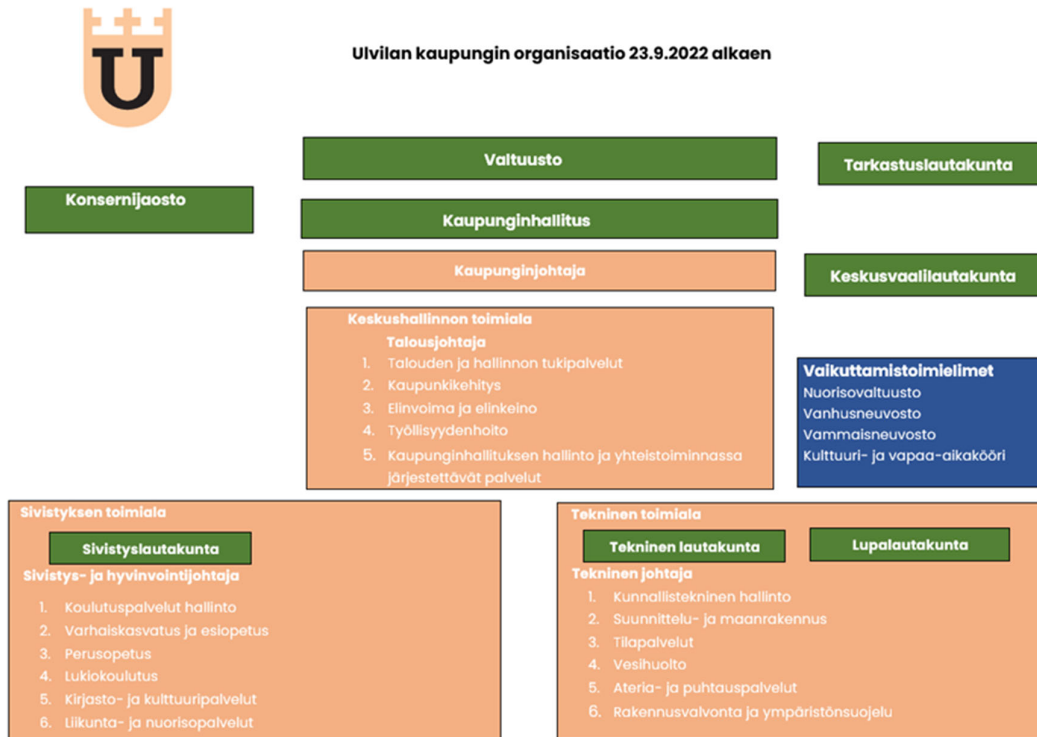 U
Ulvilan kaupungin organisaatio 23.9.2022 alkaen
Valtuusto
Tarkastuslautakunta
Konsernijaosto
Kaupunginhallitus
Kaupunginjohtaja
Keskusvaalilautakunta
Keskushallinnon toimiala
Talousjohtaja
1. Talouden ja hallinnon tukipalvelut
2. Kaupunkikehitys
3. Elinvoima ja elinkeino
4. Työllisyydenhoito
5. Kaupunginhallituksen hallinto ja yhteistoiminnassa
järjestettävät palvelut
Vaikuttamistoimielimet
Nuorisovaltuusto
Vanhusneuvosto
Vammaisneuvosto
Kulttuuri- ja vapaa-aikakööri
Sivistyksen toimiala
Sivistyslautakunta
Sivistys- ja hyvinvointijohtaja
1. Koulutuspalvelut hallinto
2. Varhaiskasvatus ja esiopetus
3. Perusopetus
4. Lukiokoulutus
5. Kirjasto- ja kulttuuripalvelut
6. Liikunta- ja nuorisopalvelut
Tekninen toimiala
Tekninen lautakunta
Lupalautakunta
Tekninen johtaja
1. Kunnallistekninen hallinto
2. Suunnittelu- ja maanrakennus
3. Tilapalvelut
4. Vesihuolto
5. Ateria- ja puhtauspalvelut
6. Rakennusvalvonta ja ympäristönsuojelu